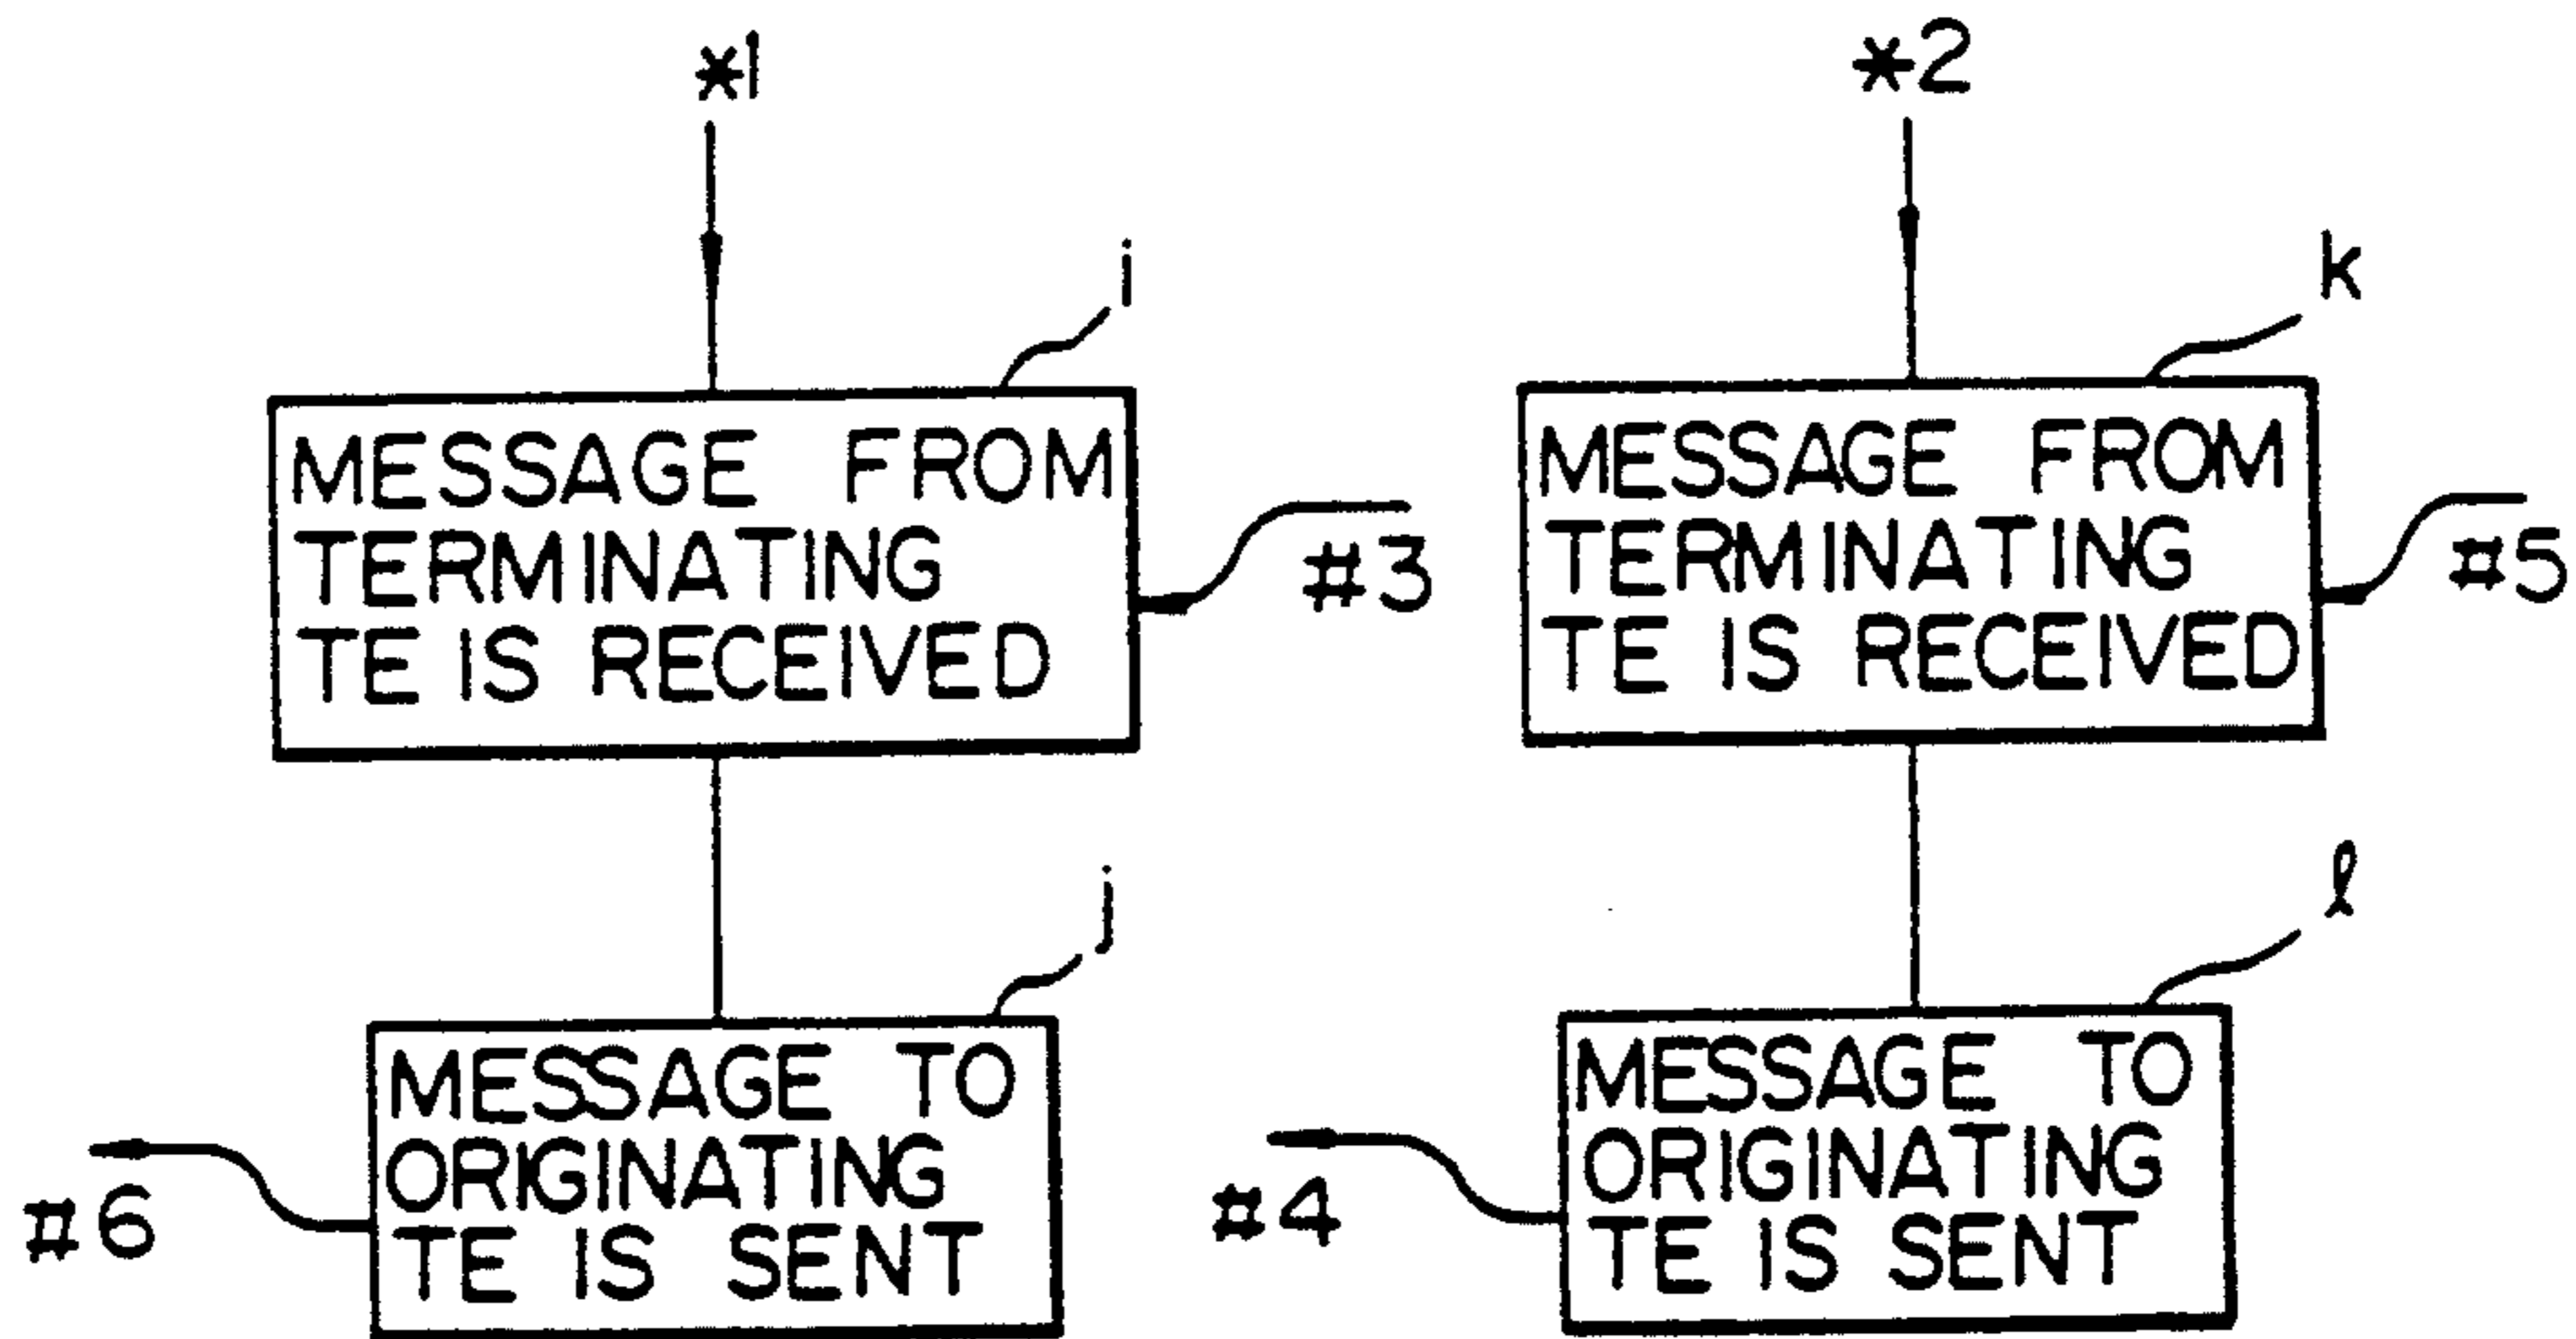 *1
i
MESSAGE FROM
TERMINATING
TE IS RECEIVED
#3
j
MESSAGE TO
ORIGINATING
TE IS SENT
#6
*2
k
MESSAGE FROM
TERMINATING
TE IS RECEIVED
#5
ℓ
MESSAGE TO
ORIGINATING
TE IS SENT
#4